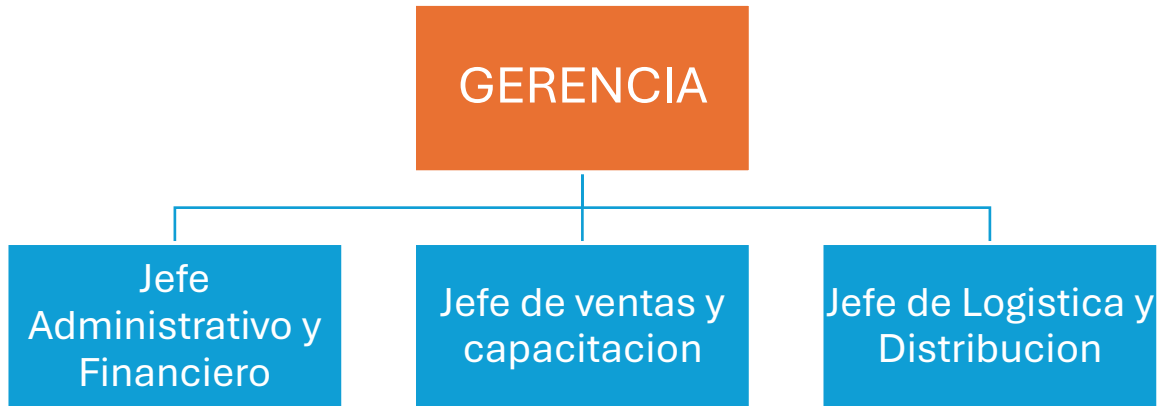 GERENCIA
Jefe
Administrativo y
Financiero
Jefe de ventas y
capacitacion
Jefe de Logistica y
Distribucion